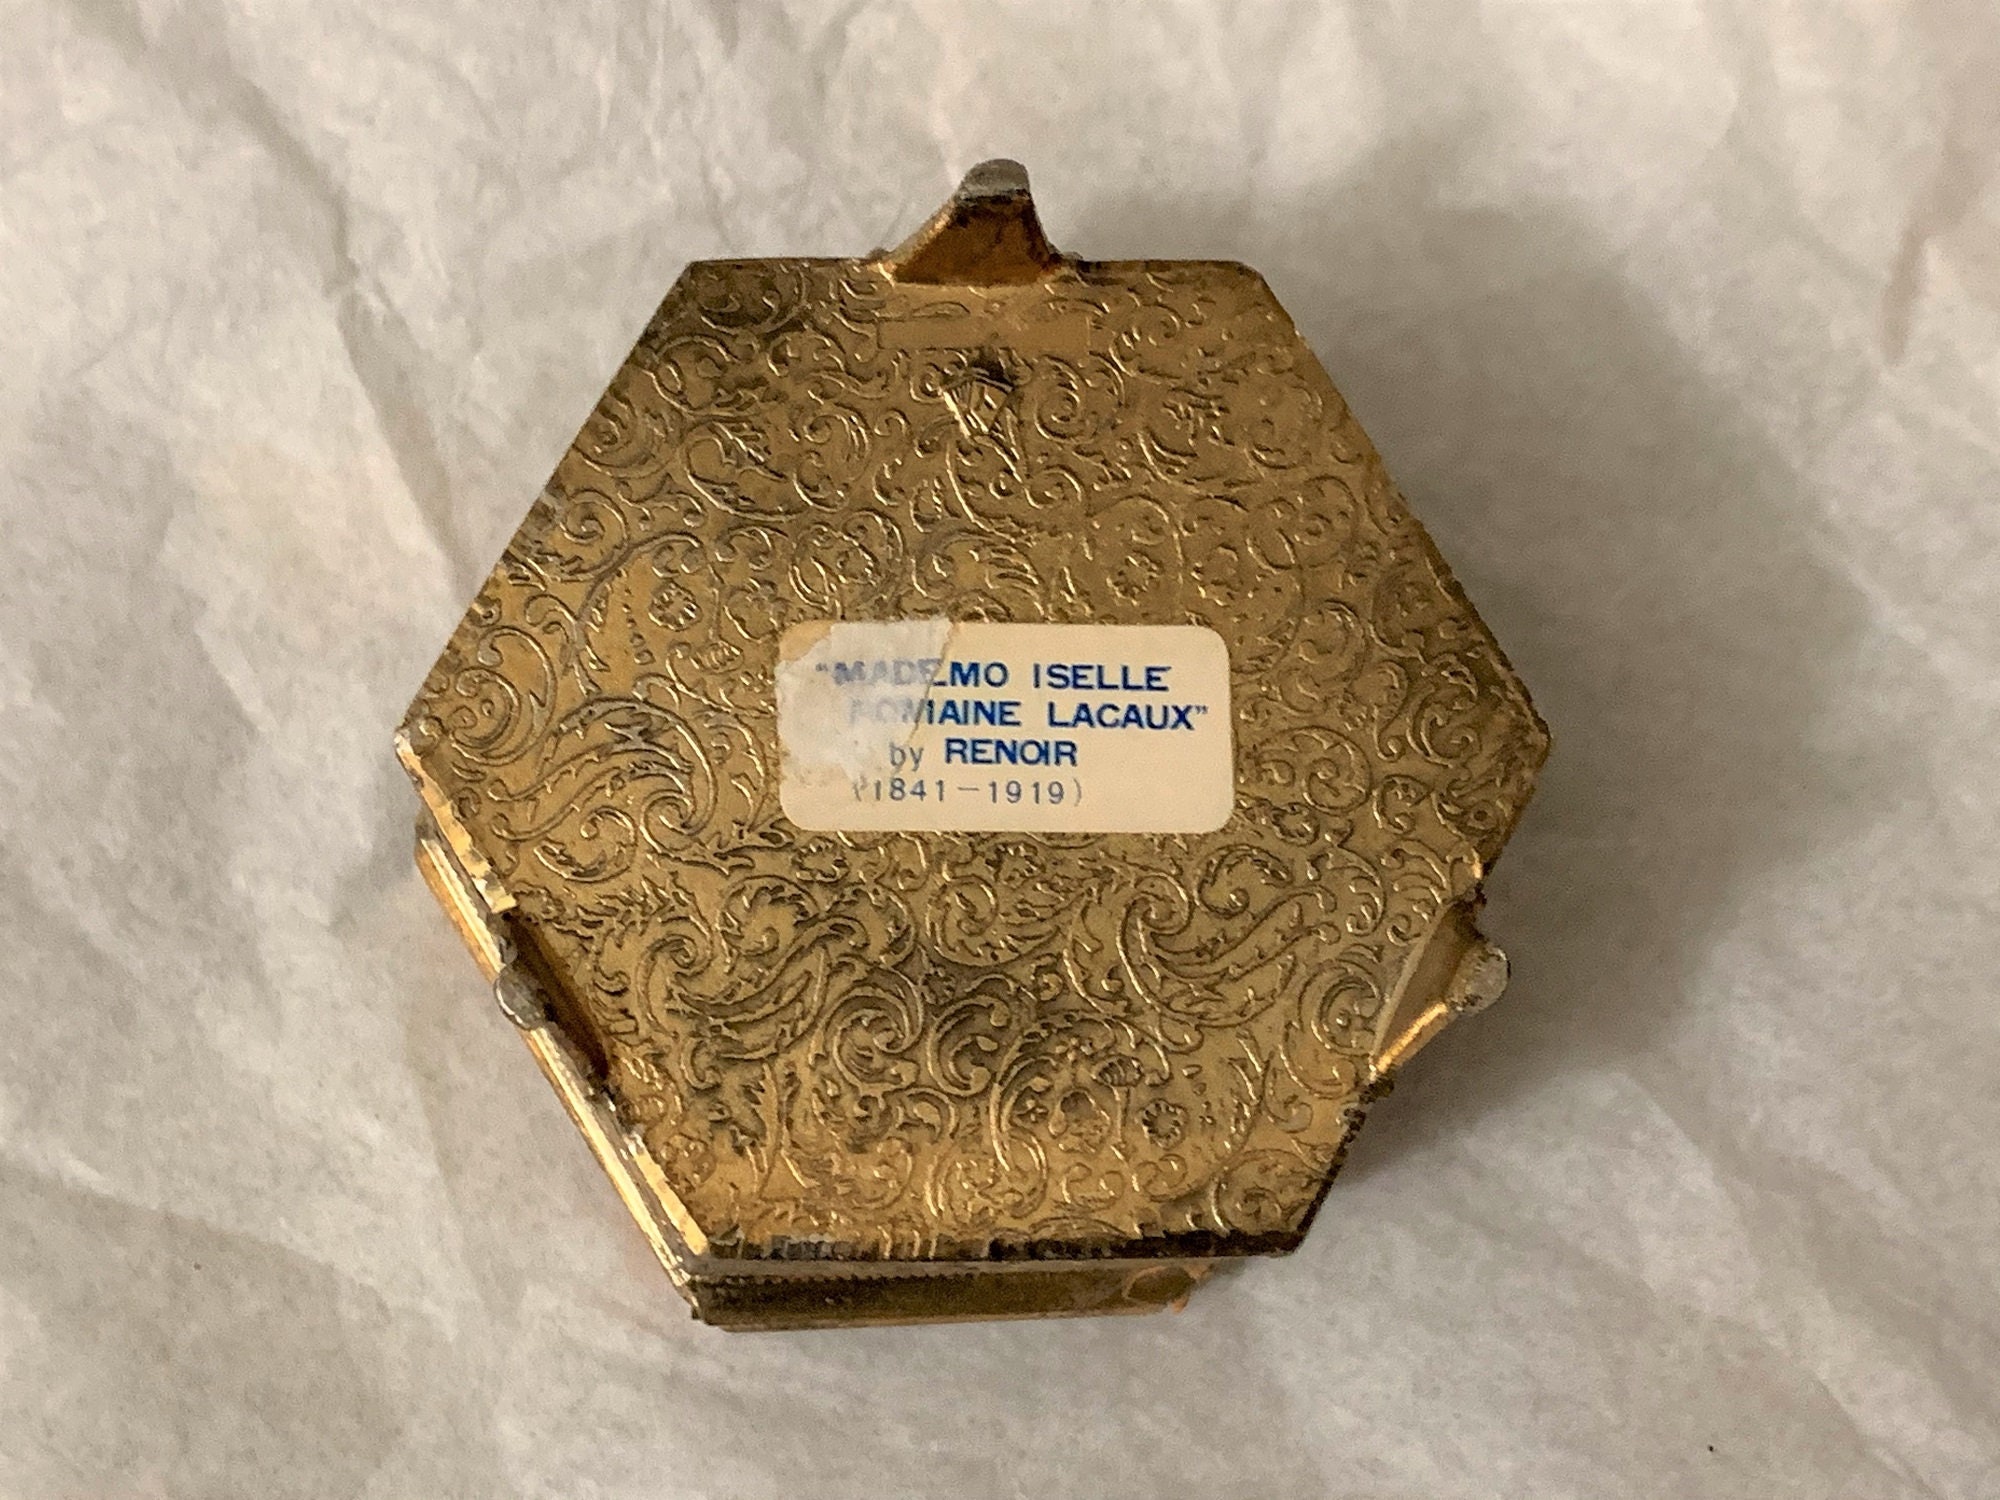 "MADEMO ISELLE
ROMAINE LACAUX"
by RENOIR
(1841-1919)